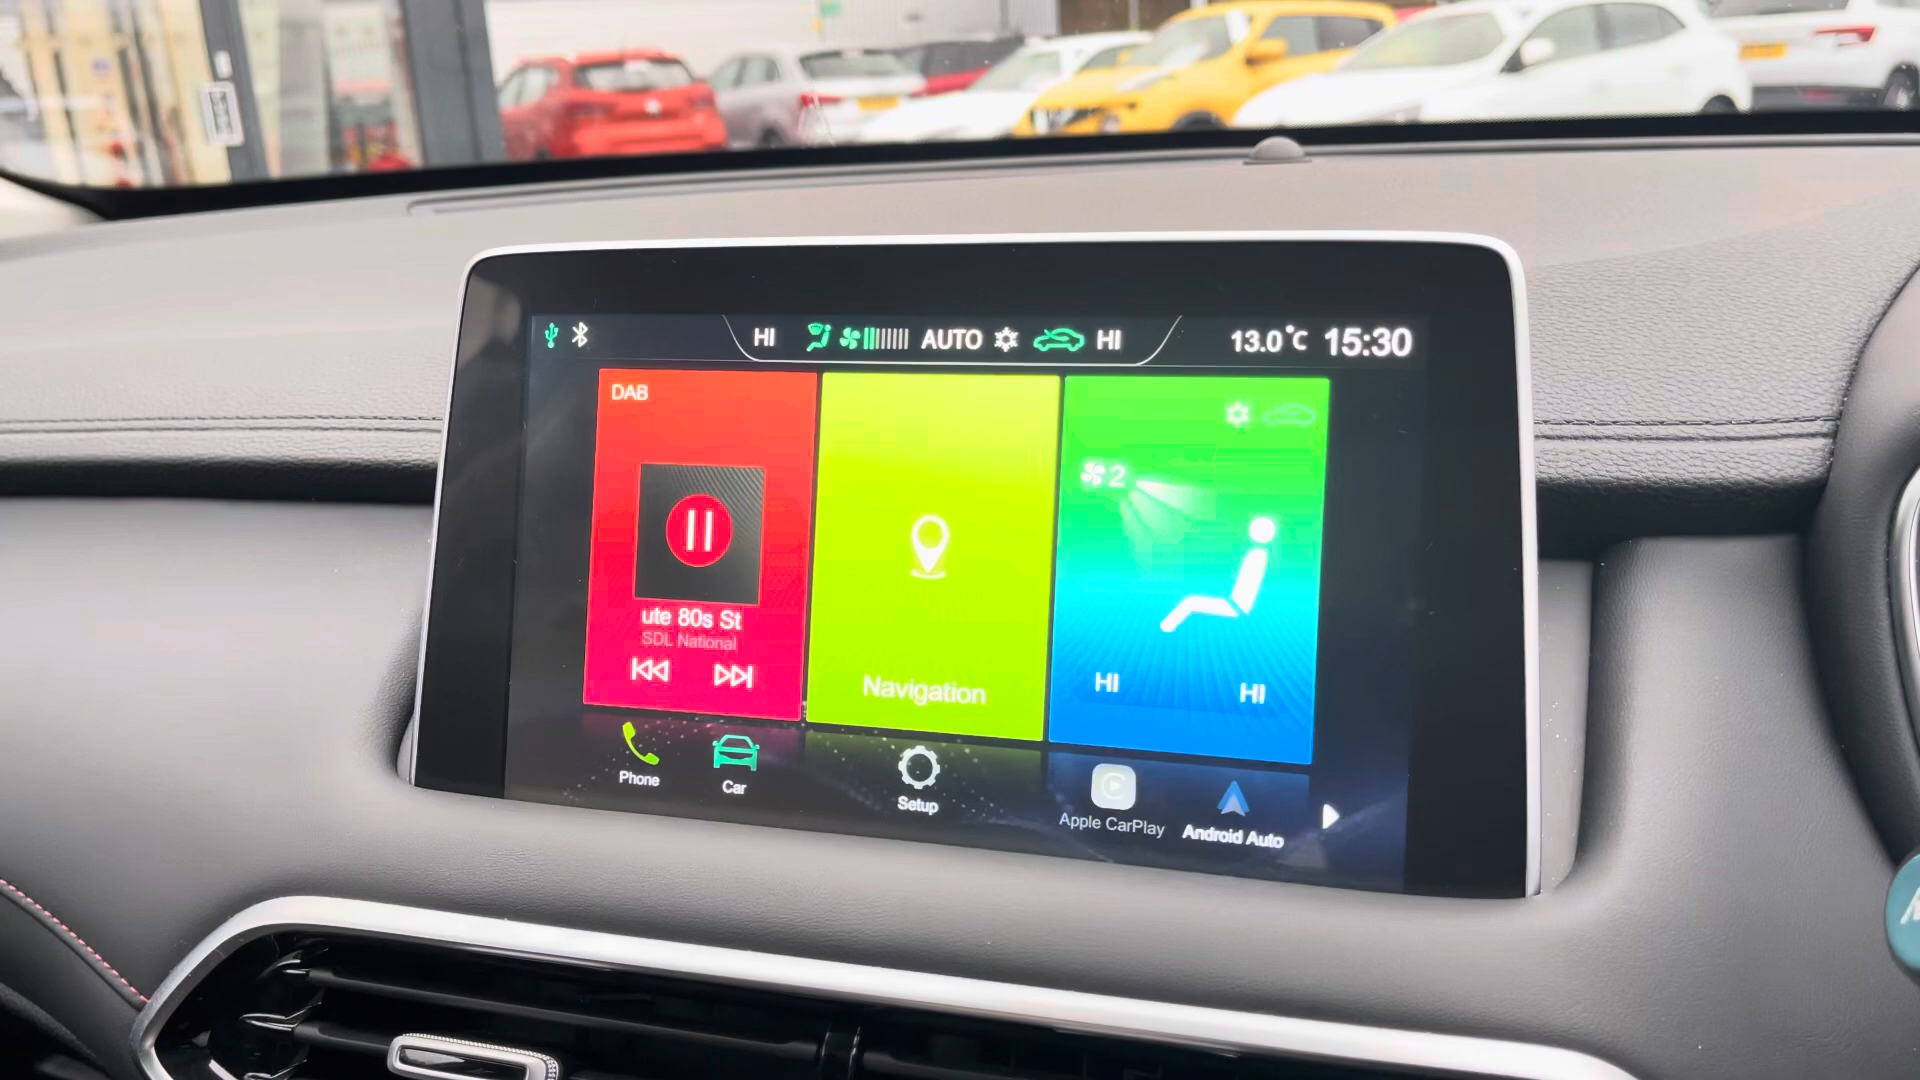 HI AUTO HI 13.0°C 15:30
DAB
2
ute 80s St
SDL National
Navigation
HI HI
Phone
Car
Setup
Apple CarPlay
Android Auto